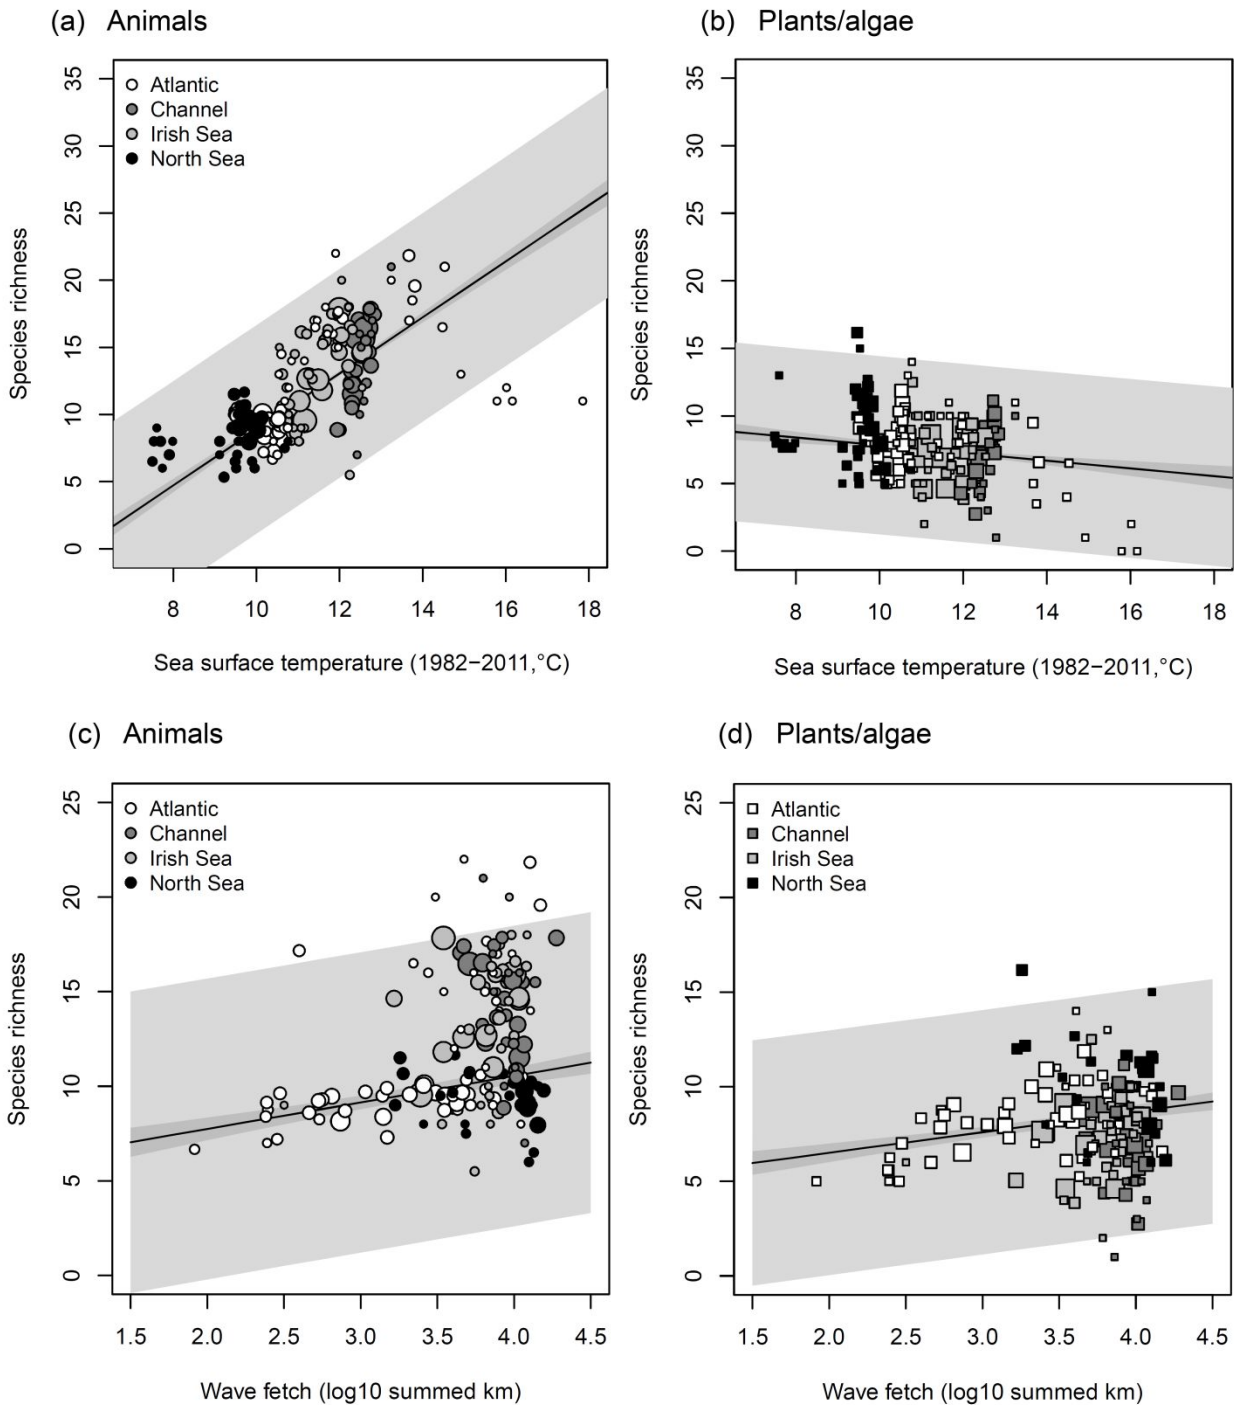 (a) Animals
Species richness
35
30
25
20
15
10
5
0
Atlantic
Channel
Irish Sea
North Sea
8 10 12 14 16 18
Sea surface temperature (1982−2011,°C)
(b) Plants/algae
Species richness
35
30
25
20
15
10
5
0
8 10 12 14 16 18
Sea surface temperature (1982−2011,°C)
(c) Animals
Species richness
25
20
15
10
5
0
Atlantic
Channel
Irish Sea
North Sea
1.5 2.0 2.5 3.0 3.5 4.0 4.5
Wave fetch (log10 summed km)
(d) Plants/algae
Species richness
25
20
15
10
5
0
Atlantic
Channel
Irish Sea
North Sea
1.5 2.0 2.5 3.0 3.5 4.0 4.5
Wave fetch (log10 summed km)